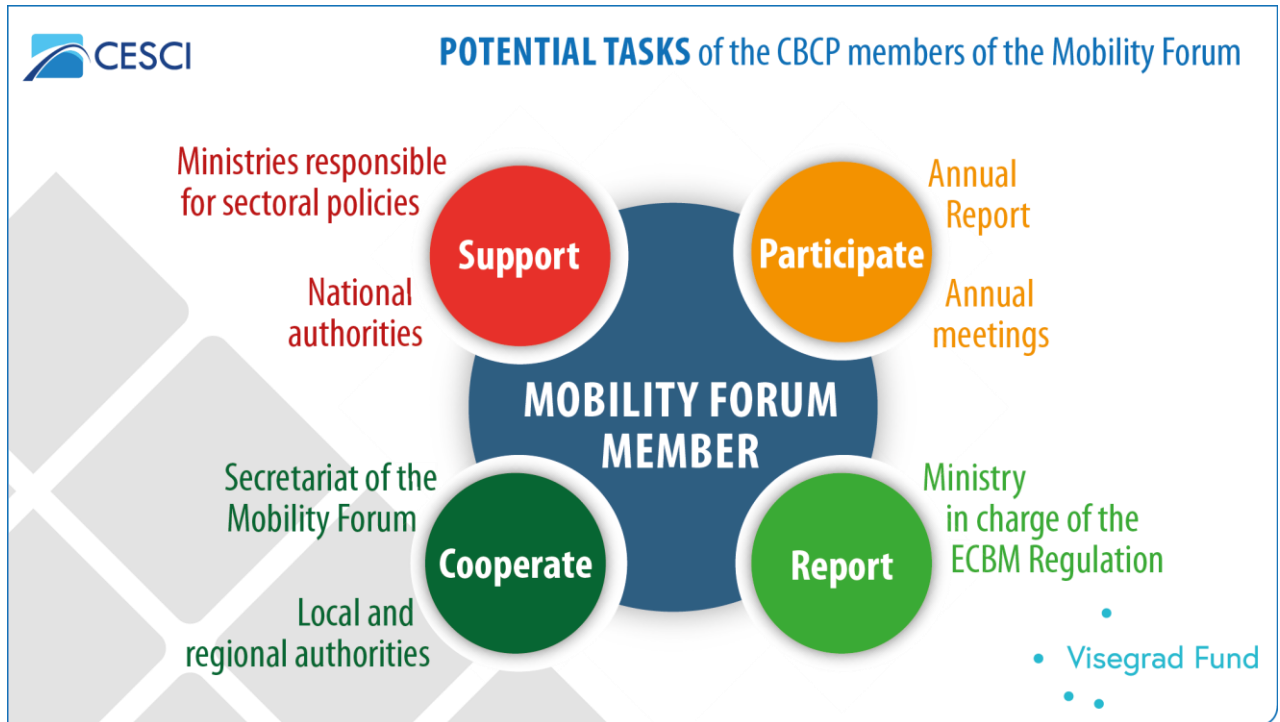 CESCI
POTENTIAL TASKS of the CBCP members of the Mobility Forum
Ministries responsible
for sectoral policies
National
authorities
Support
Participate
Annual
Report
Annual
meetings
MOBILITY FORUM
MEMBER
Secretariat of the
Mobility Forum
Local and
regional authorities
Cooperate
Report
Ministry
in charge of the
ECBM Regulation
Visegrad Fund